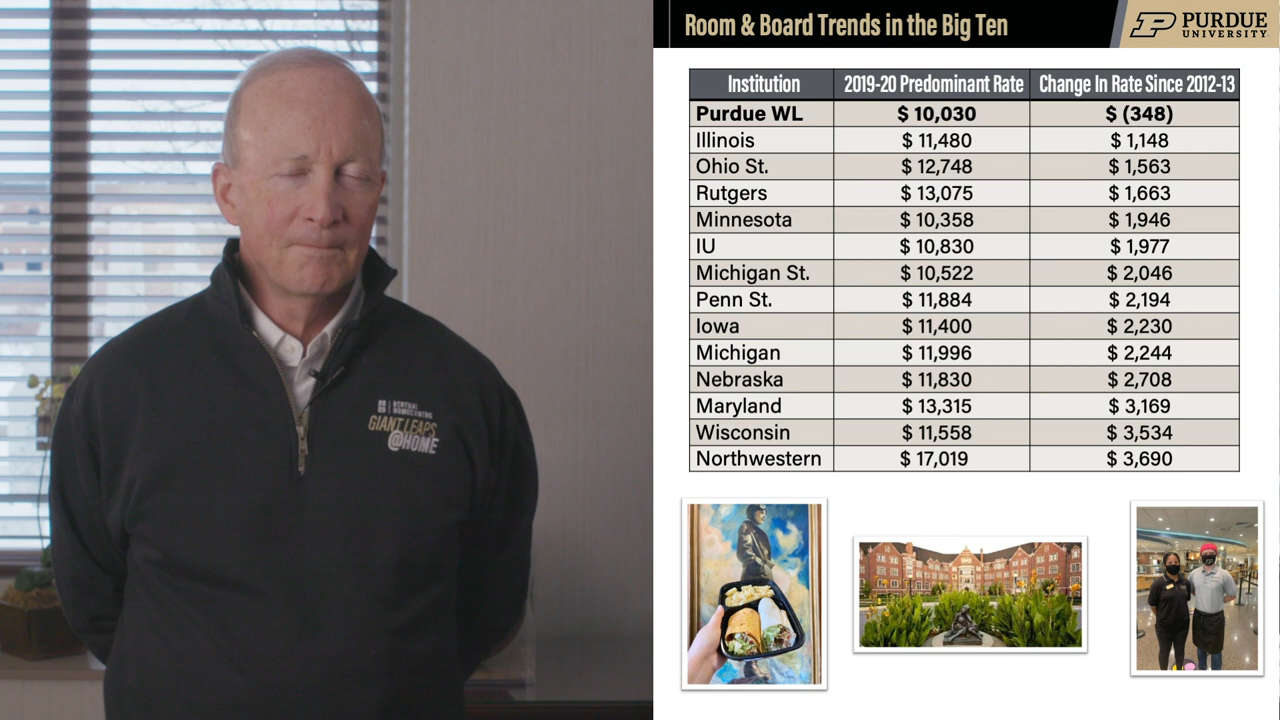 Room & Board Trends in the Big Ten
PURDUE
UNIVERSITY
Institution 2019-20 Predominant Rate Change In Rate Since 2012-13
Purdue WL $ 10,030 $ (348)
Illinois $ 11,480 $ 1,148
Ohio St. $ 12,748 $ 1,563
Rutgers $ 13,075 $ 1,663
Minnesota $ 10,358 $ 1,946
IU $ 10,830 $ 1,977
Michigan St. $ 10,522 $ 2,046
Penn St. $ 11,884 $ 2,194
Iowa $ 11,400 $ 2,230
Michigan $ 11,996 $ 2,244
Nebraska $ 11,830 $ 2,708
Maryland $ 13,315 $ 3,169
Wisconsin $ 11,558 $ 3,534
Northwestern $ 17,019 $ 3,690
VIRTUAL
HOMECOMING
GIANT LEAPS
@HOME